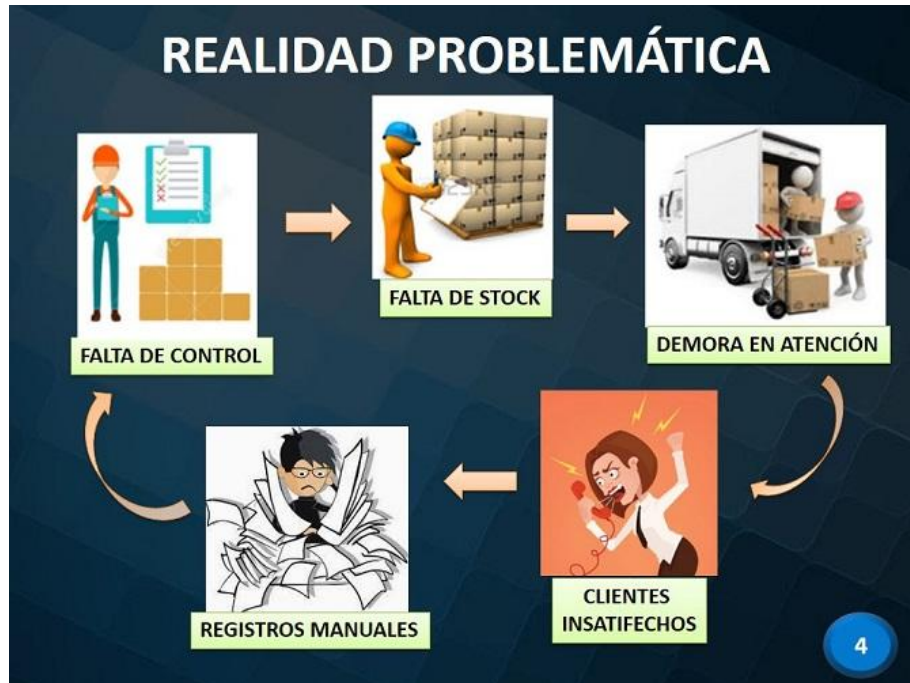 REALIDAD PROBLEMÁTICA
FALTA DE CONTROL
FALTA DE STOCK
DEMORA EN ATENCIÓN
CLIENTES
INSATIFECHOS
REGISTROS MANUALES
4